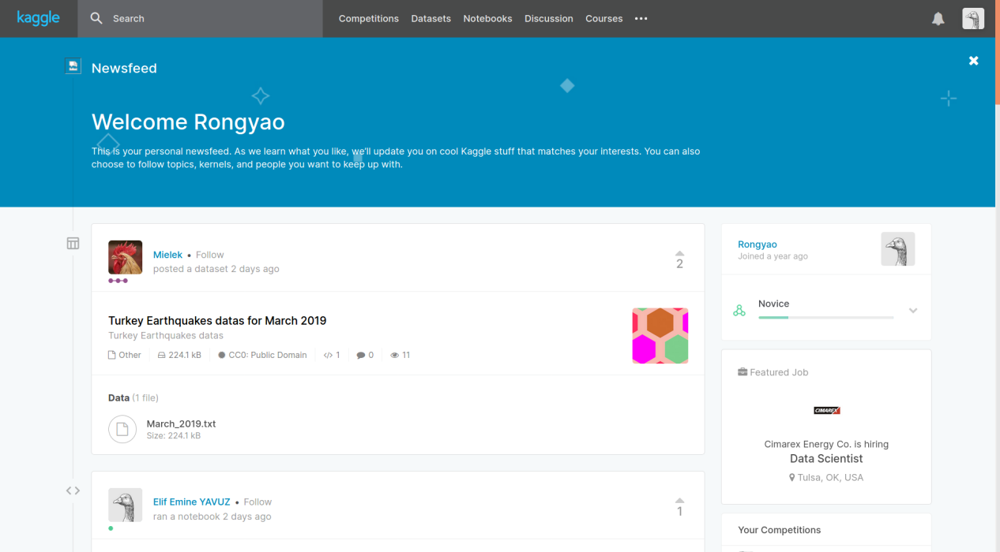 kaggle Search Competitions Datasets Notebooks Discussion Courses
Newsfeed
Welcome Rongyao
This is your personal newsfeed. As we learn what you like, we'll update you on cool Kaggle stuff that matches your interests. You can also
choose to follow topics, kernels, and people you want to keep up with.
Mielek • Follow
posted a dataset 2 days ago
2
Turkey Earthquakes datas for March 2019
Turkey Earthquakes datas
Other 224.1 kB CC0: Public Domain 1 0 11
Data (1 file)
March_2019.txt
Size: 224.1 kB
Elif Emine YAVUZ • Follow
ran a notebook 2 days ago
1
Rongyao
Joined a year ago
Novice
Featured Job
CIMAREX
Cimarex Energy Co. is hiring
Data Scientist
Tulsa, OK, USA
Your Competitions